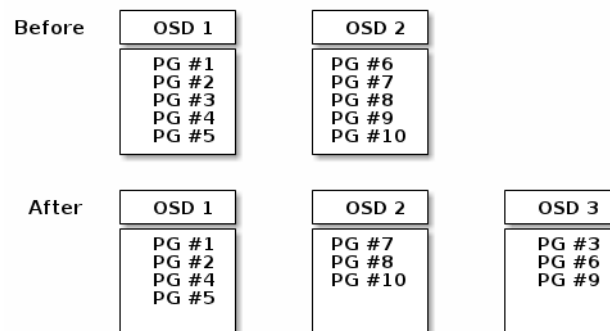 Before
OSD 1
OSD 2
PG #1
PG #2
PG #3
PG #4
PG #5
PG #6
PG #7
PG #8
PG #9
PG #10
After
OSD 1
OSD 2
OSD 3
PG #1
PG #2
PG #4
PG #5
PG #7
PG #8
PG #10
PG #3
PG #6
PG #9